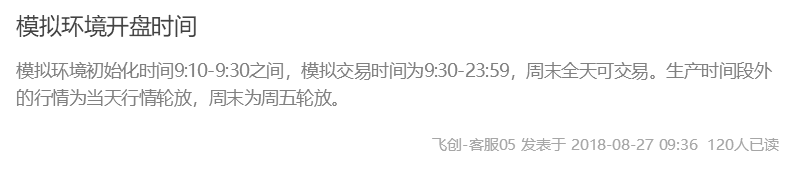 模拟环境开盘时间
模拟环境初始化时间9:10-9:30之间，模拟交易时间为9:30-23:59，周末全天可交易。生产时间段外
的行情为当天行情轮放，周末为周五轮放。
飞创-客服05 发表于 2018-08-27 09:36 120人已读